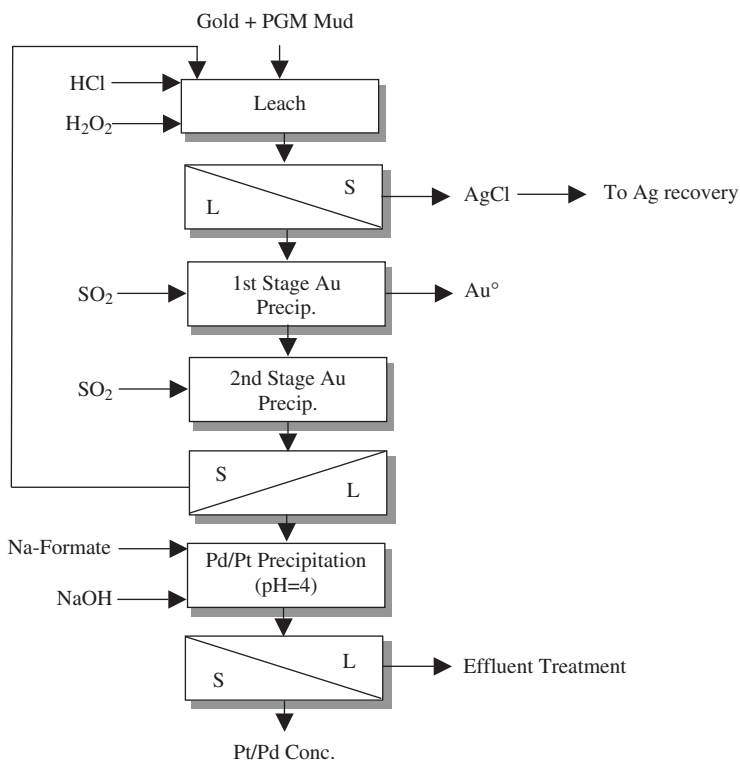 Gold + PGM Mud
HCl
Leach
H₂O₂
S
L
AgCl
To Ag recovery
1st Stage Au
Precip.
SO₂
Au°
2nd Stage Au
Precip.
SO₂
S
L
Na-Formate
Pd/Pt Precipitation
(pH=4)
NaOH
L
S
Effluent Treatment
Pt/Pd Conc.